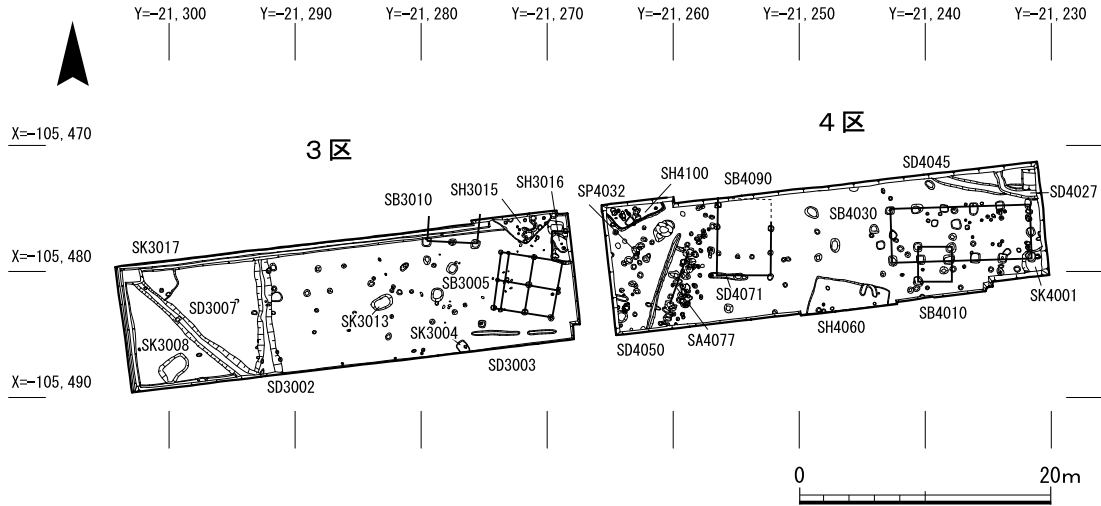 Y=-21,300 Y=-21,290 Y=-21,280 Y=-21,270 Y=-21,260 Y=-21,250 Y=-21,240 Y=-21,230
X=-105,470
4区
3区
SD4045
SH4100 SB4090
SH3016
SH3015
SP4032
SD4027
SB3010
SB4030
SK3017
X=-105,480
SB3005
SD4071
SD3007
SK3013
SK4001
SB4010
SH4060
SK3004
SA4077
SK3008
SD4050
SD3003
X=-105,490
SD3002
0 20m